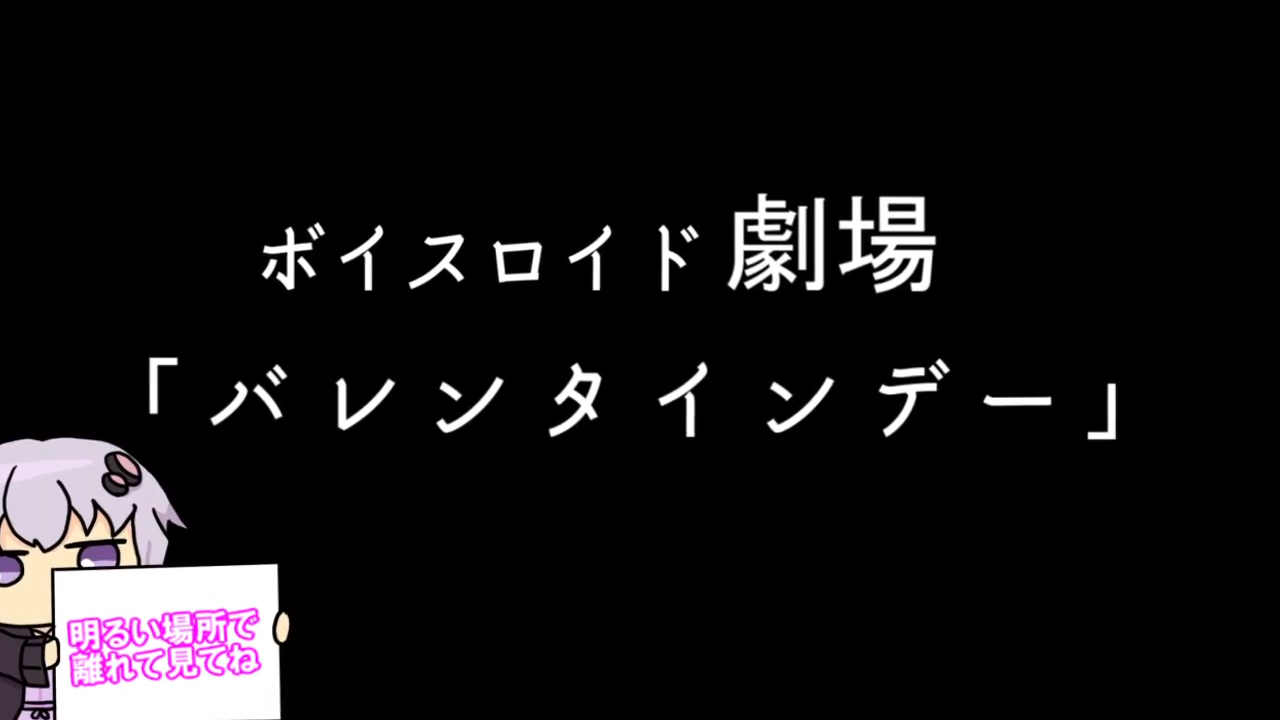 ボイスロイド劇場
「バレンタインデー」
明るい場所で
離れて見てね